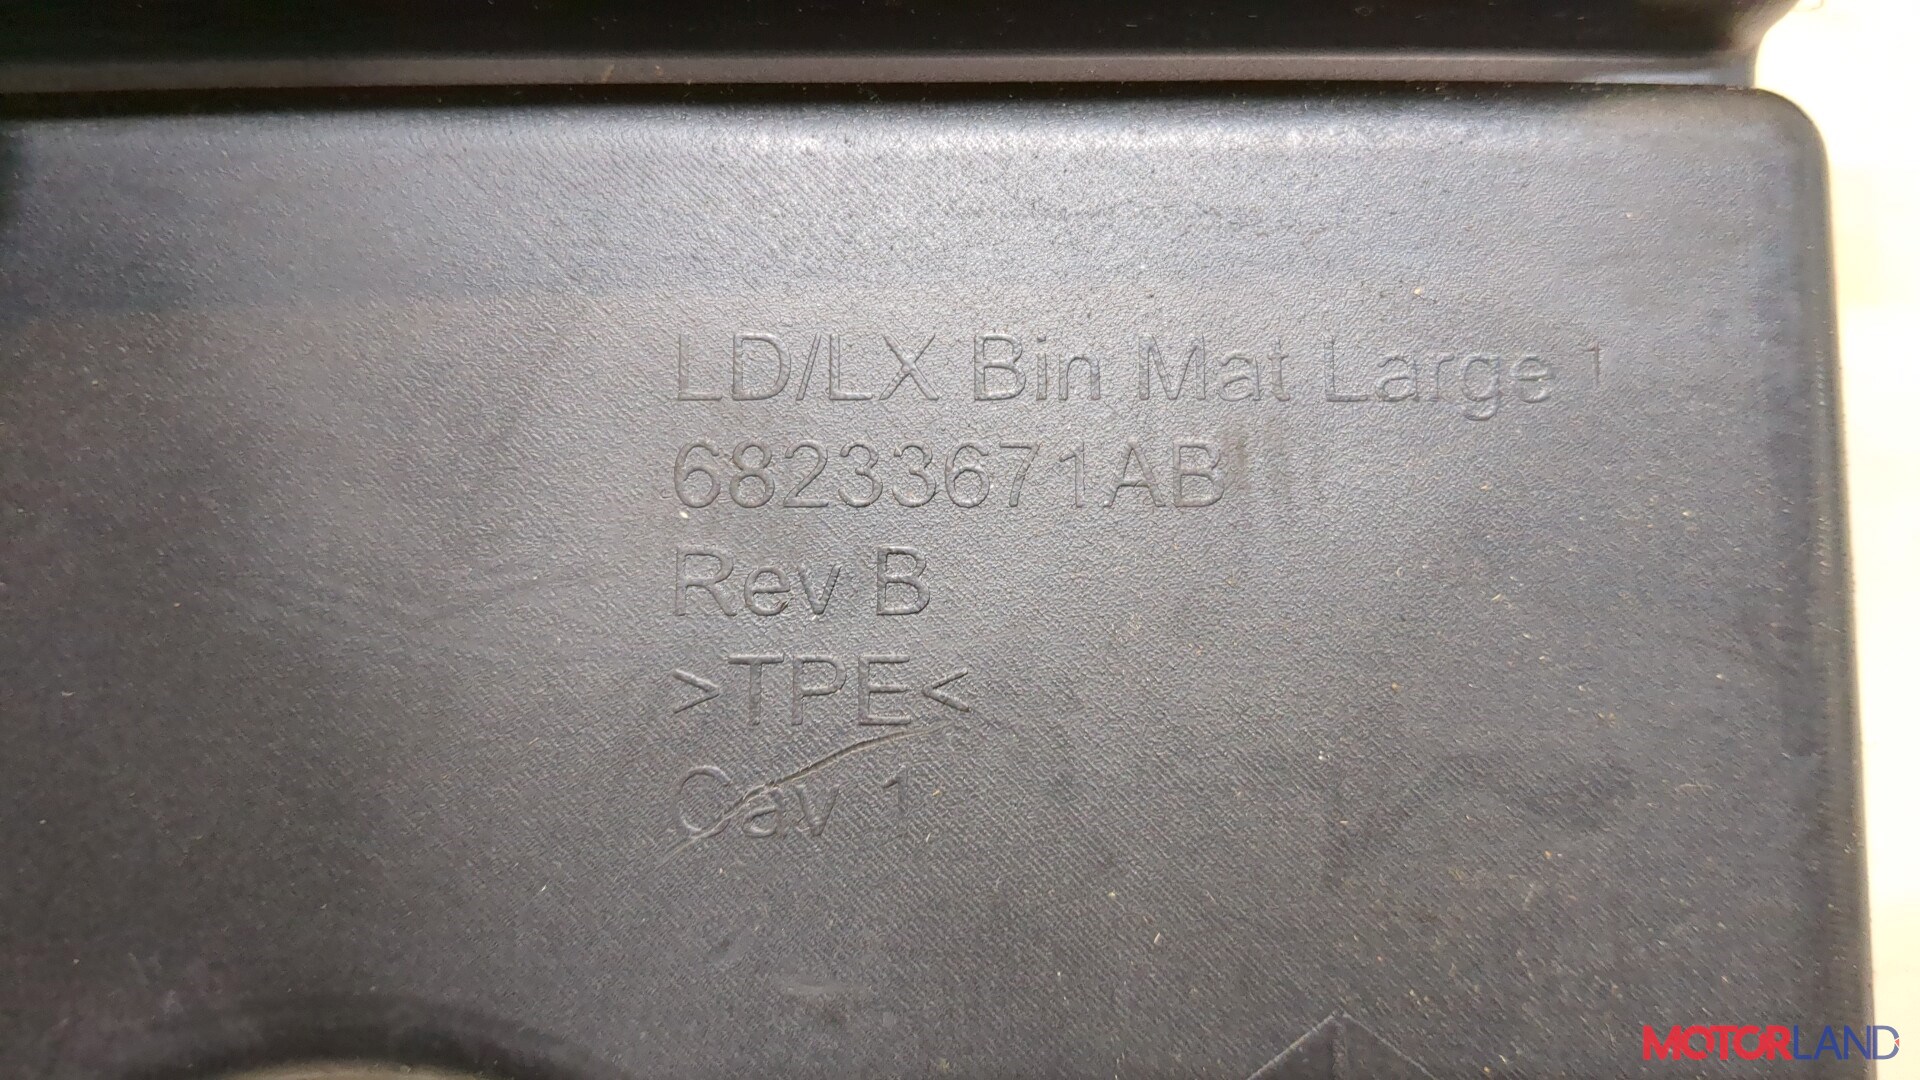 LD/LX Bin Mat Large 1
68233671AB
Rev B
>TPE<
Cav 1
MOTORLAND